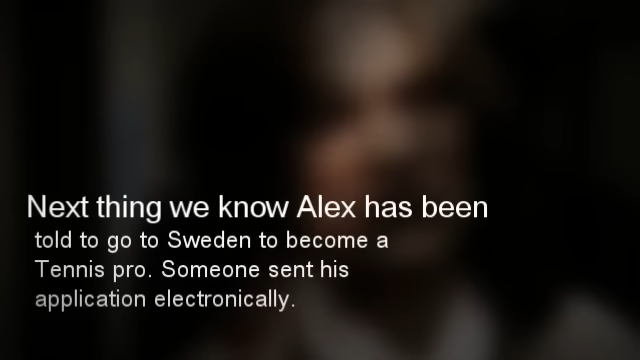 Next thing we know Alex has been
told to go to Sweden to become a
Tennis pro. Someone sent his
application electronically.